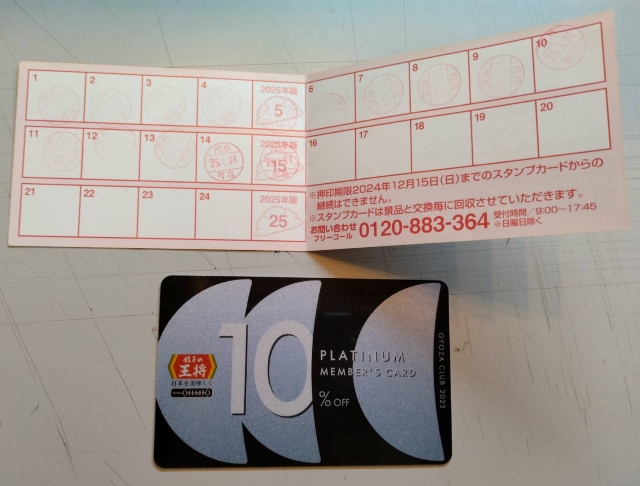 1 2 3 4 2025年版 5
6 7 8 9 10
11 12 13 14 2025年版 15
16 17 18 19 20
21 22 23 24 2025年版 25
※押印期限2024年12月15日(日)までのスタンプカードからの
継続はできません。
※スタンプカードは景品と交換毎に回収させていただきます。
お問い合わせ
フリーコール 0120-883-364 受付時間/9:00〜17:45
※日曜日除く
餃子の
王将
日本を美味しく
OHSHO
10
% OFF
PLATINUM
MEMBER'S CARD
GYOZA CLUB 2025